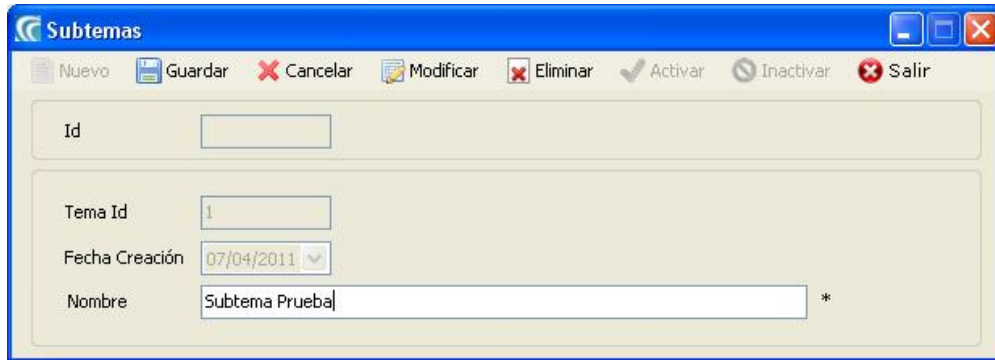 Subtemas
Nuevo Guardar Cancelar Modificar Eliminar Activar Inactivar Salir
Id
Tema Id 1
Fecha Creación 07/04/2011
Nombre Subtema Prueba *